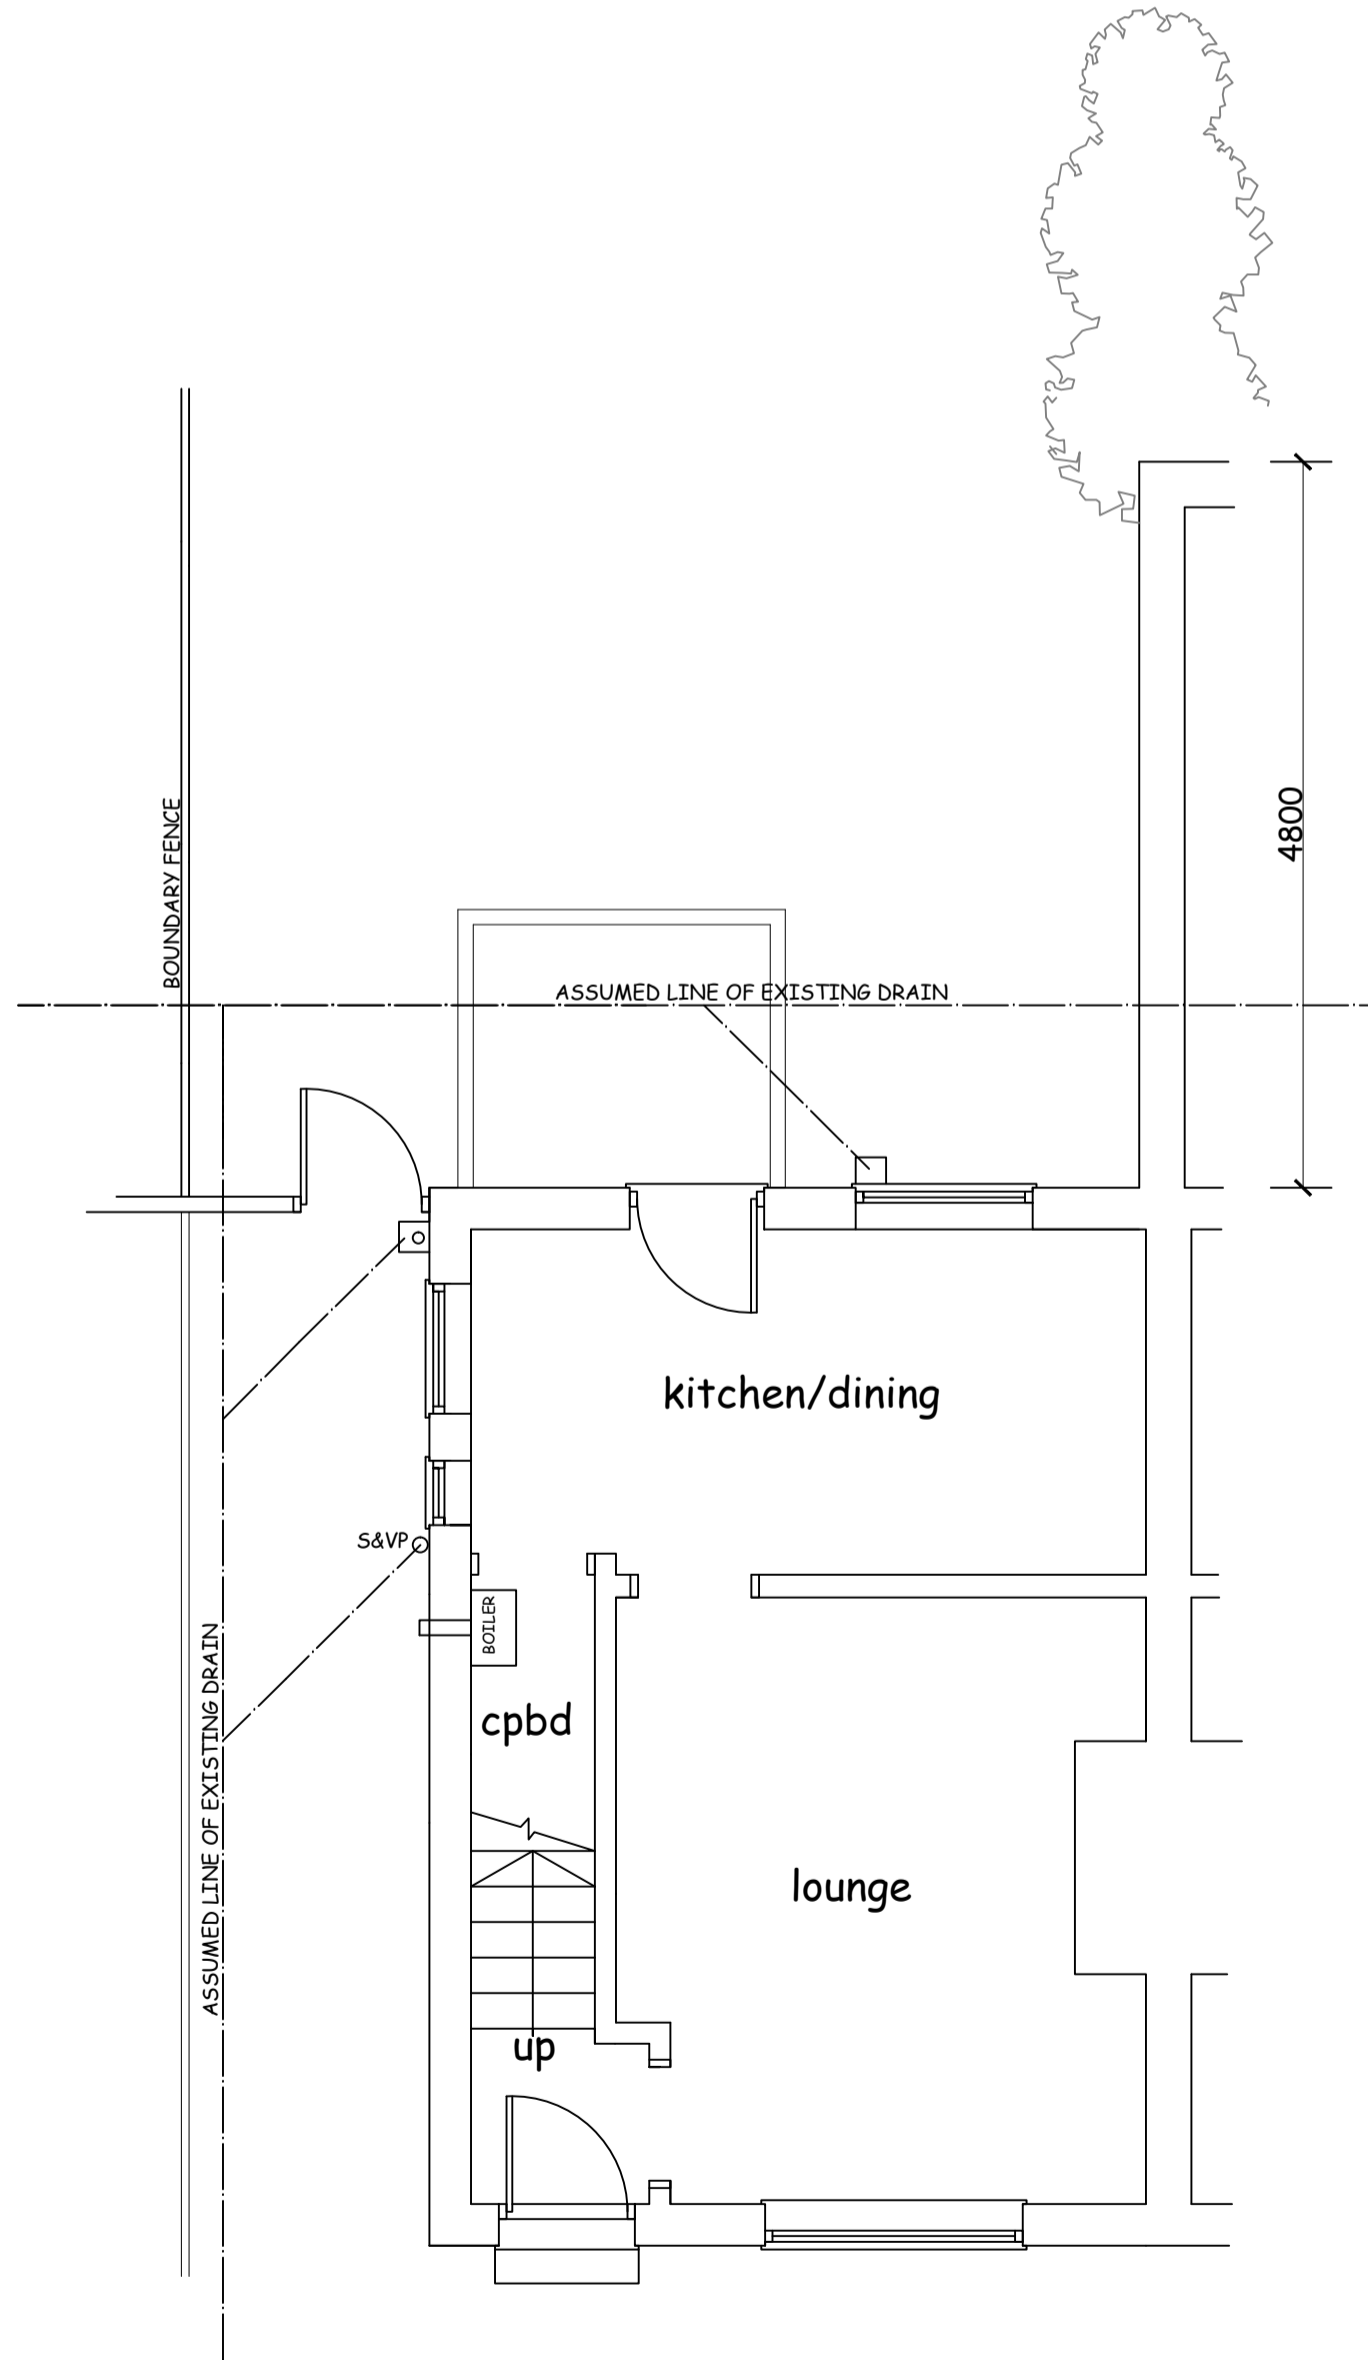 4800
BOUNDARY FENCE
ASSUMED LINE OF EXISTING DRAIN
kitchen/dining
S&VP
BOILER
cpbd
ASSUMED LINE OF EXISTING DRAIN
lounge
up